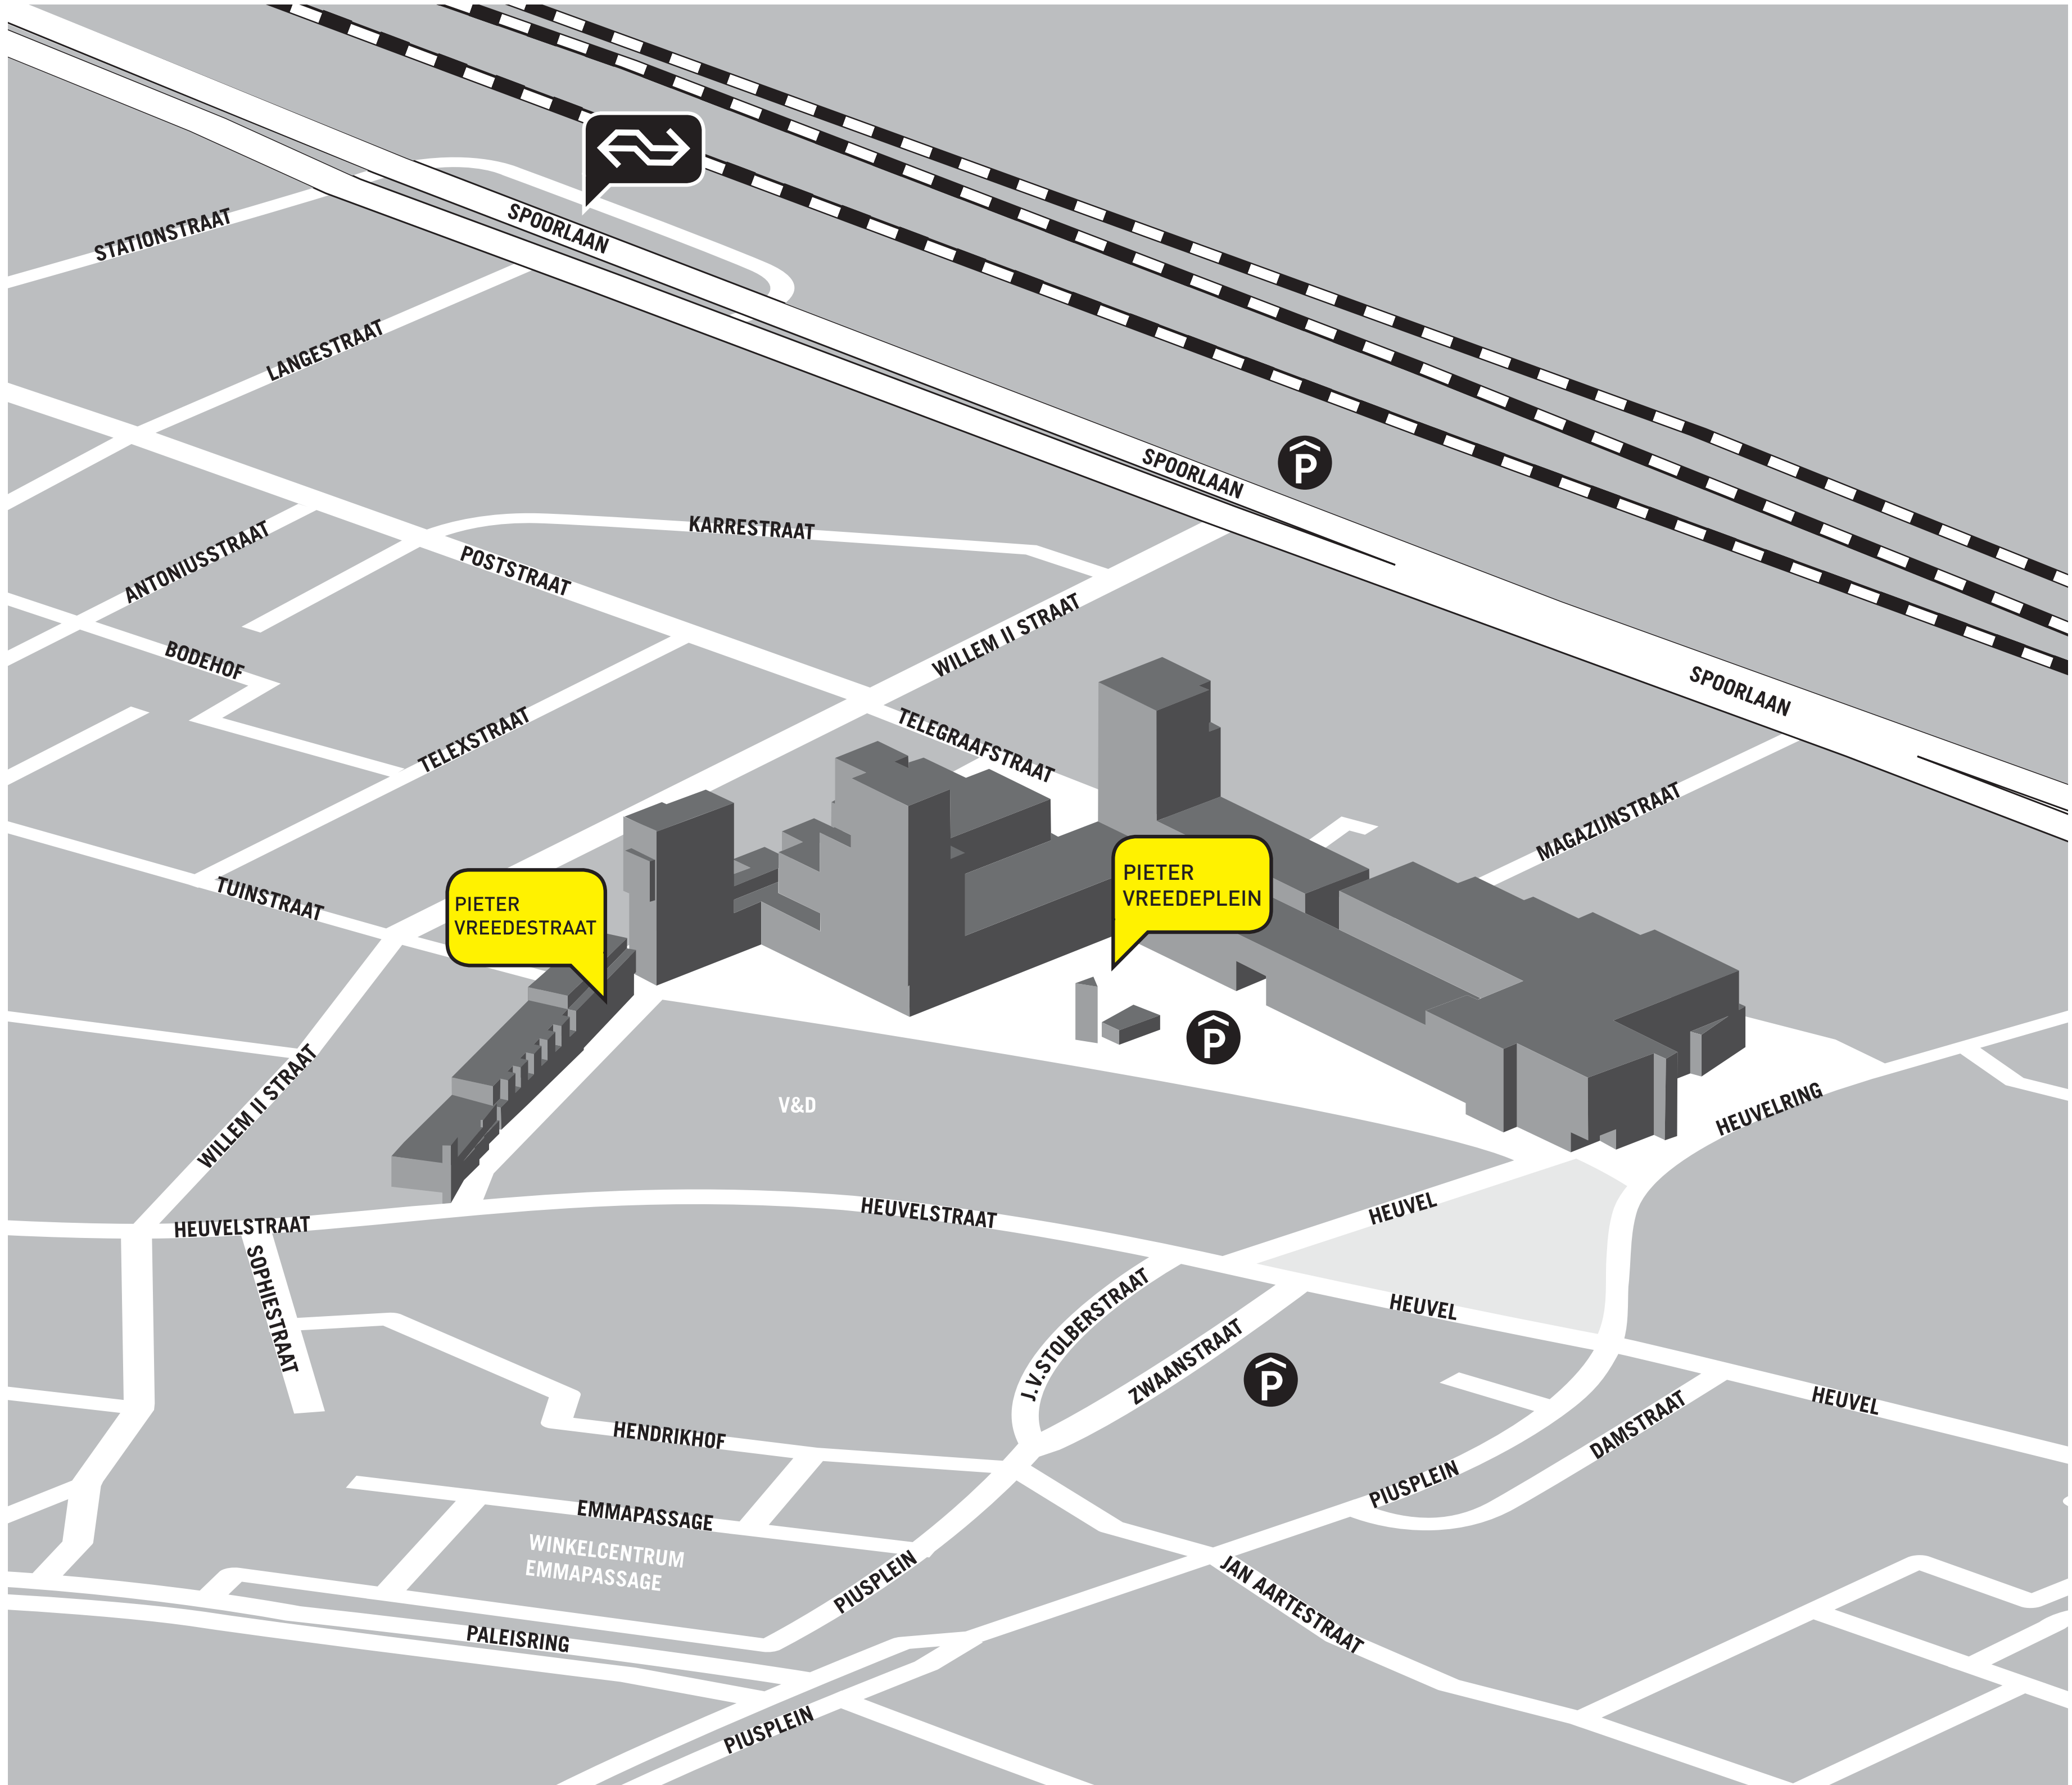 SPOORLAAN
STATIONSTRAAT
LANGESTRAAT
SPOORLAAN
P
KARRESTRAAT
ANTONIUSSTRAAT
POSTSTRAAT
WILLEM II STRAAT
BODEHOF
SPOORLAAN
TELEXSTRAAT
TELEGRAAFSTRAAT
MAGAZIJNSTRAAT
PIETER
VREEDEPLEIN
TUINSTRAAT
PIETER
VREEDESTRAAT
P
WILLEM II STRAAT
V&D
HEUVELRING
HEUVELSTRAAT
HEUVELSTRAAT
HEUVEL
SOPHIESTRAAT
J.V.STOLBERSTRAAT
HEUVEL
ZWAANSTRAAT
P
HEUVEL
HENDRIKHOF
DAMSTRAAT
PIUSPLEIN
EMMAPASSAGE
WINKELCENTRUM
EMMAPASSAGE
PIUSPLEIN
JAN AARTESTRAAT
PALEISRING
PIUSPLEIN